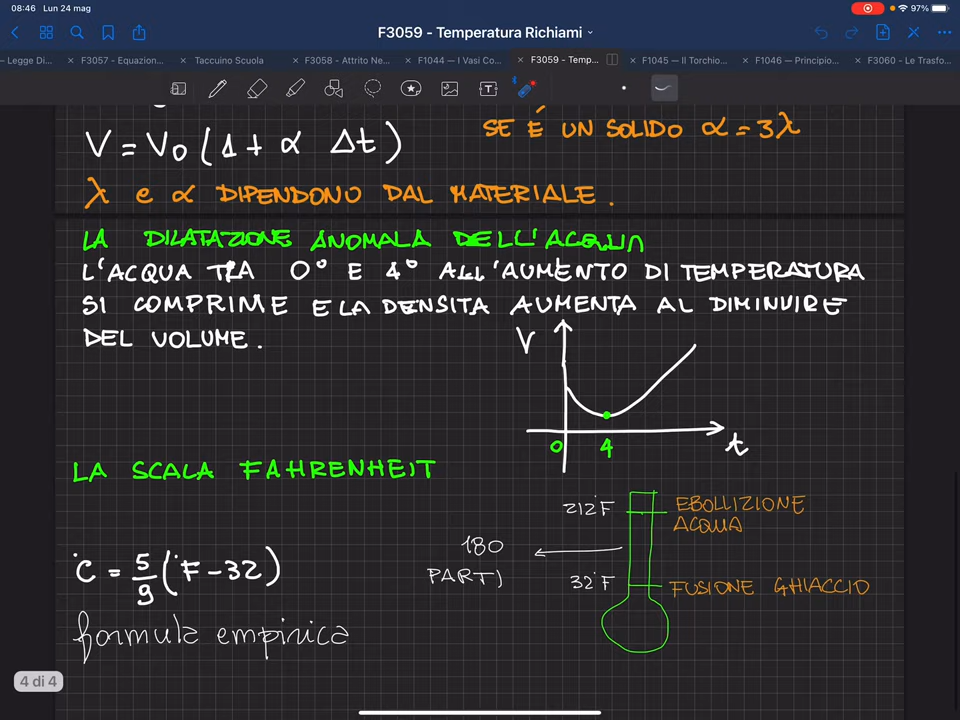 08:46 Lun 24 mag
97%
F3059 - Temperatura Richiami
— Legge Di...
F3057 - Equazion...
Taccuino Scuola
F3058 - Attrito Ne...
F1044 — I Vasi Co...
F3059 - Temp...
F1045 — Il Torchio...
F1046 — Principio...
F3060 - Le Trasfo...
V = V0 (1 + α Δt)
SE É UN SOLIDO α = 3λ
λ e α DIPENDONO DAL MATERIALE.
LA DILATAZIONE ANOMALA DELL'ACQUA
L'ACQUA TRA 0° E 4° ALL'AUMENTO DI TEMPERATURA
SI COMPRIME E LA DENSITA AUMENTA AL DIMINUIRE
DEL VOLUME.
V
0
4
t
LA SCALA FAHRENHEIT
212°F
EBOLLIZIONE
ACQUA
180
PARTI
32°F
FUSIONE GHIACCIO
°C = 5/9 (°F - 32)
formula empirica
4 di 4